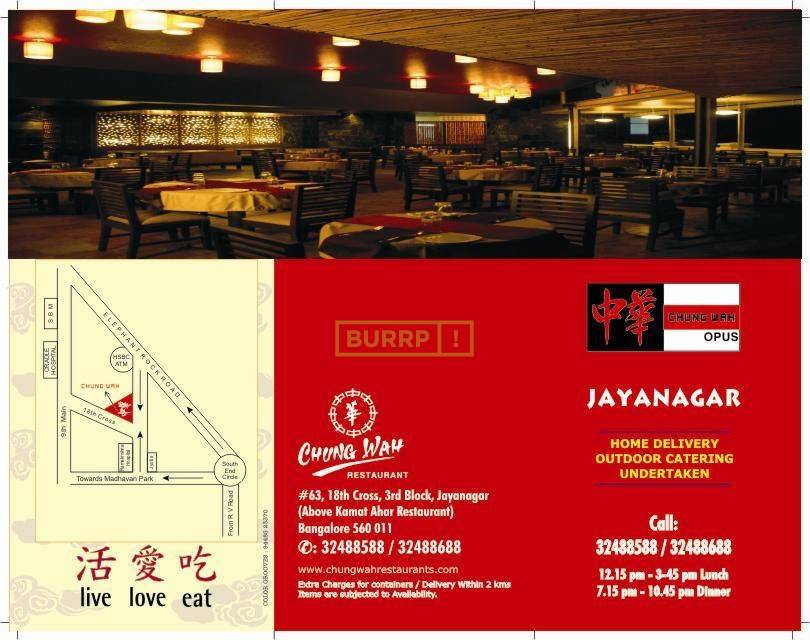 S.B.M
CRADLE HOSPITAL
9th Main
ELEPHANT ROCK ROAD
HSBC
ATM
CHUNG WAH
18th Cross
Hospital
South
End
Circle
Towards Madhavan Park
From R V Road
活 愛 吃
live love eat
COLOR GROOVES
BURRP !
華
CHUNG WAH
RESTAURANT
#63, 18th Cross, 3rd Block, Jayanagar
(Above Kamat Ahar Restaurant)
Bangalore 560 011
✆: 32488588 / 32488688
www.chungwahrestaurants.com
Extra Charges for containers / Delivery Within 2 kms
Items are subjected to Availability.
中華
CHUNG WAH
OPUS
JAYANAGAR
HOME DELIVERY
OUTDOOR CATERING
UNDERTAKEN
Call:
32488588 / 32488688
12.15 pm - 3-45 pm Lunch
7.15 pm - 10.45 pm Dinner